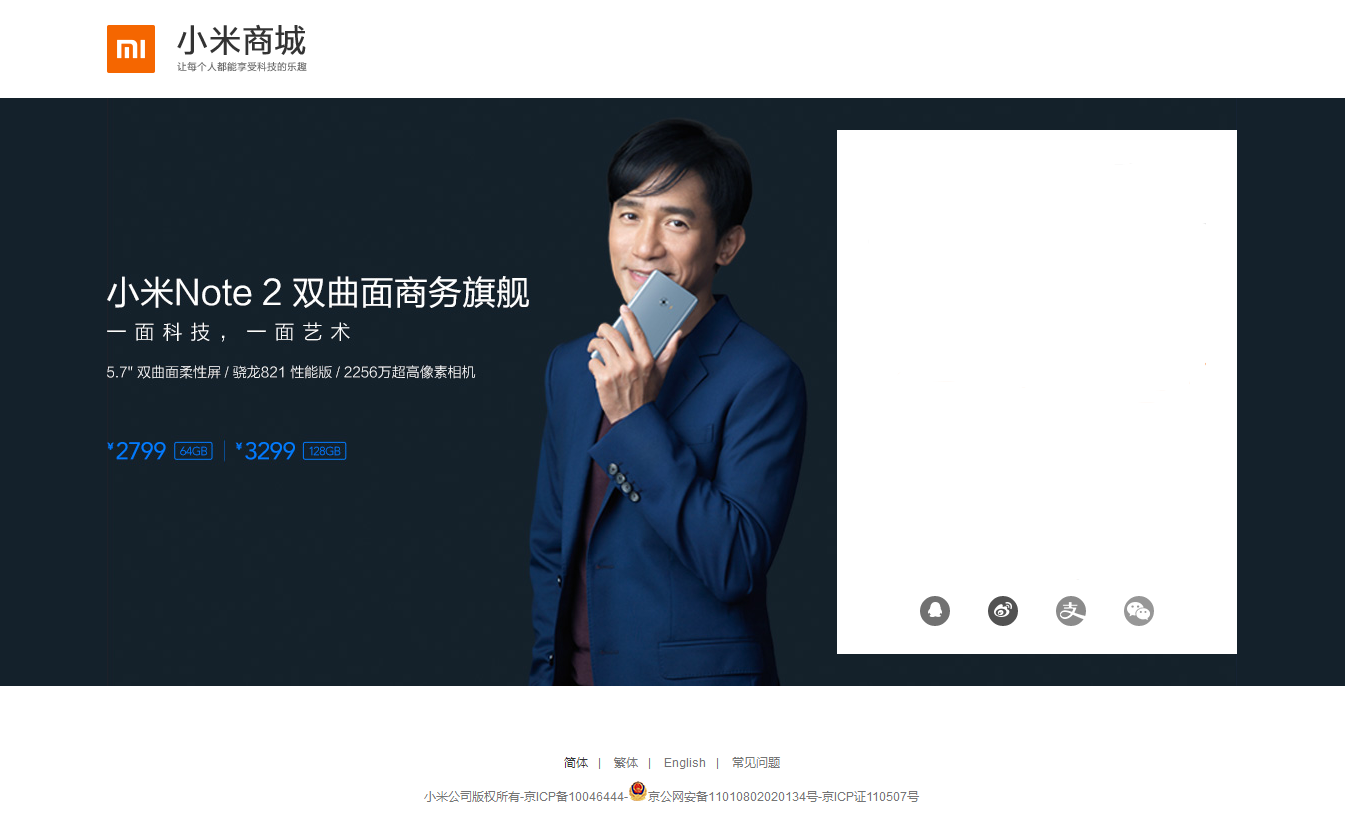 小米商城
让每个人都能享受科技的乐趣
小米Note 2 双曲面商务旗舰
一面科技，一面艺术
5.7" 双曲面柔性屏 / 骁龙821 性能版 / 2256万超高像素相机
¥2799 64GB | ¥3299 128GB
简体 | 繁体 | English | 常见问题
小米公司版权所有-京ICP备10046444-京公网安备11010802020134号-京ICP证110507号